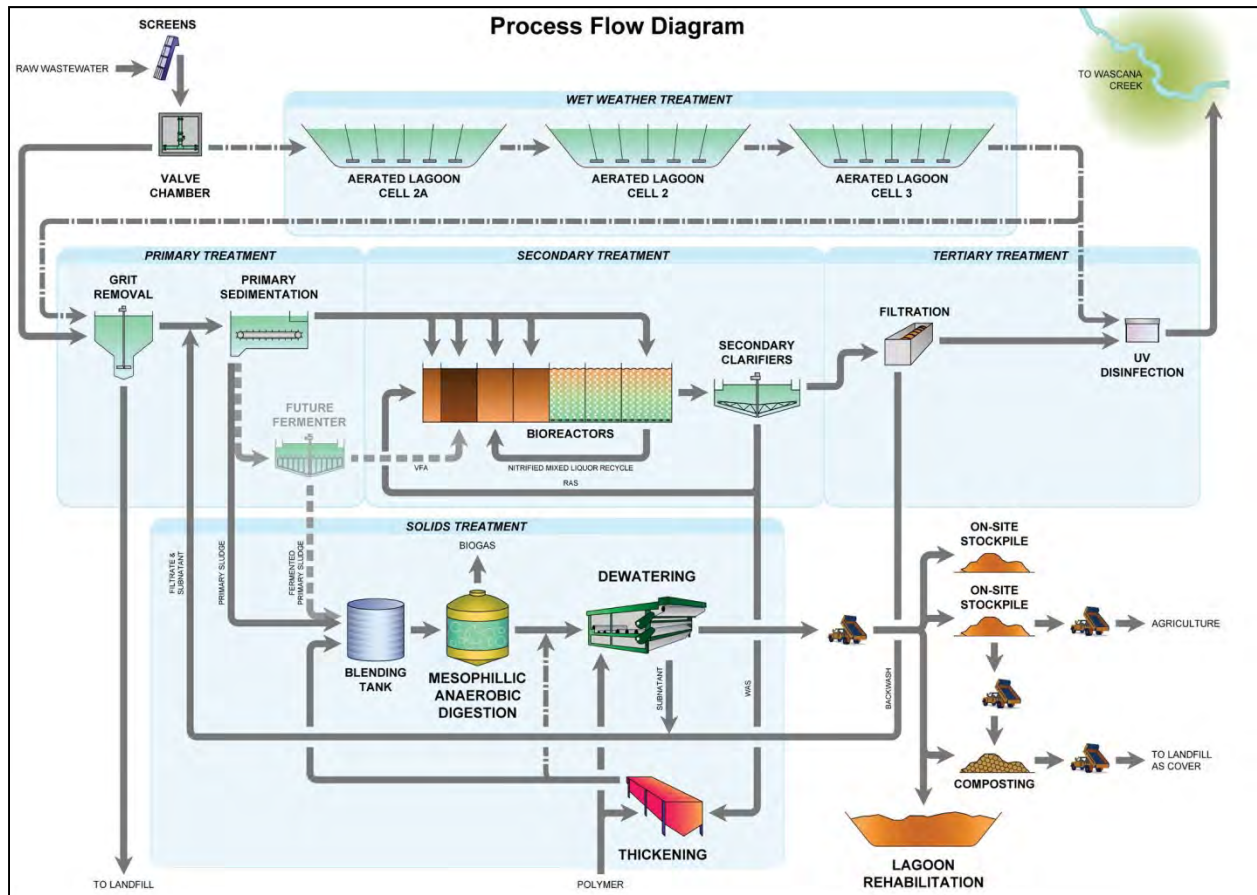 Process Flow Diagram
SCREENS
RAW WASTEWATER
VALVE
CHAMBER
TO WASCANA
CREEK
WET WEATHER TREATMENT
AERATED LAGOON
CELL 2A
AERATED LAGOON
CELL 2
AERATED LAGOON
CELL 3
PRIMARY TREATMENT
SECONDARY TREATMENT
TERTIARY TREATMENT
GRIT
REMOVAL
PRIMARY
SEDIMENTATION
FILTRATION
SECONDARY
CLARIFIERS
UV
DISINFECTION
FUTURE
FERMENTER
BIOREACTORS
VFA
NITRIFIED MIXED LIQUOR RECYCLE
RAS
SOLIDS TREATMENT
FILTRATE &
SUBNATANT
PRIMARY SLUDGE
FERMENTED
PRIMARY SLUDGE
BIOGAS
DEWATERING
BLENDING
TANK
MESOPHILLIC
ANAEROBIC
DIGESTION
SUBNATANT
WAS
BACKWASH
ON-SITE
STOCKPILE
ON-SITE
STOCKPILE
AGRICULTURE
COMPOSTING
TO LANDFILL
AS COVER
THICKENING
LAGOON
REHABILITATION
TO LANDFILL
POLYMER